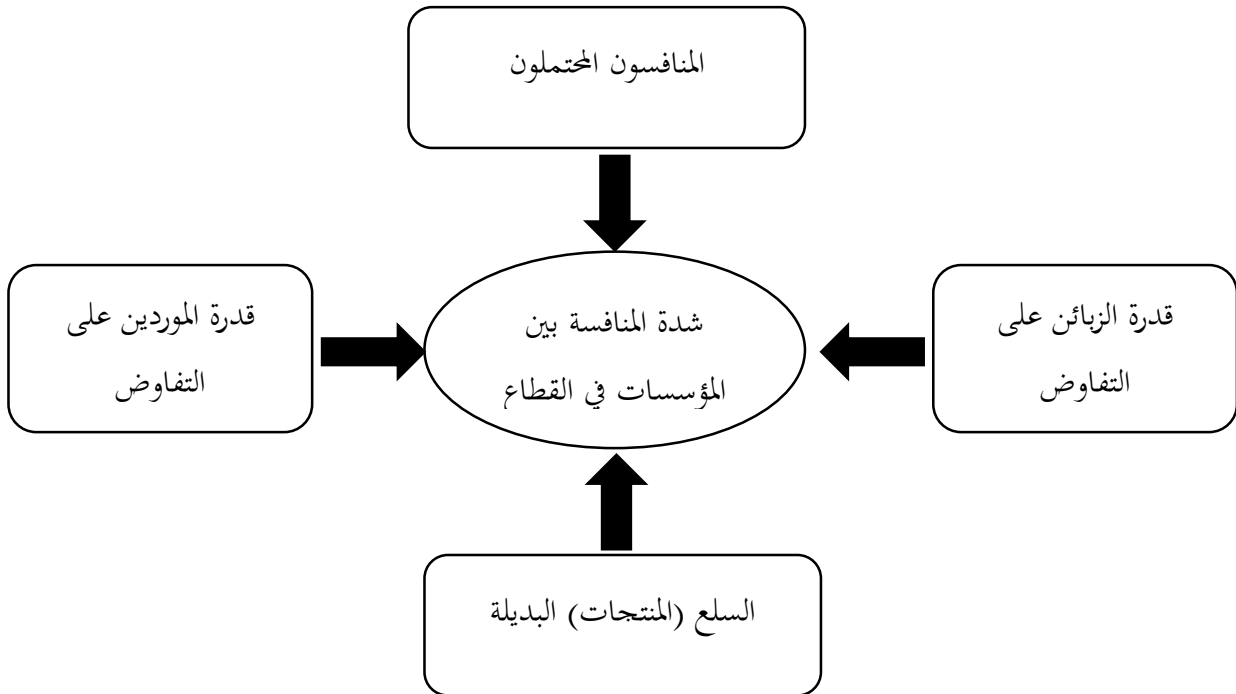 المنافسون المحتملون
قدرة الزبائن على
التفاوض
شدة المنافسة بين
المؤسسات في القطاع
قدرة الموردين على
التفاوض
السلع (المنتجات) البديلة